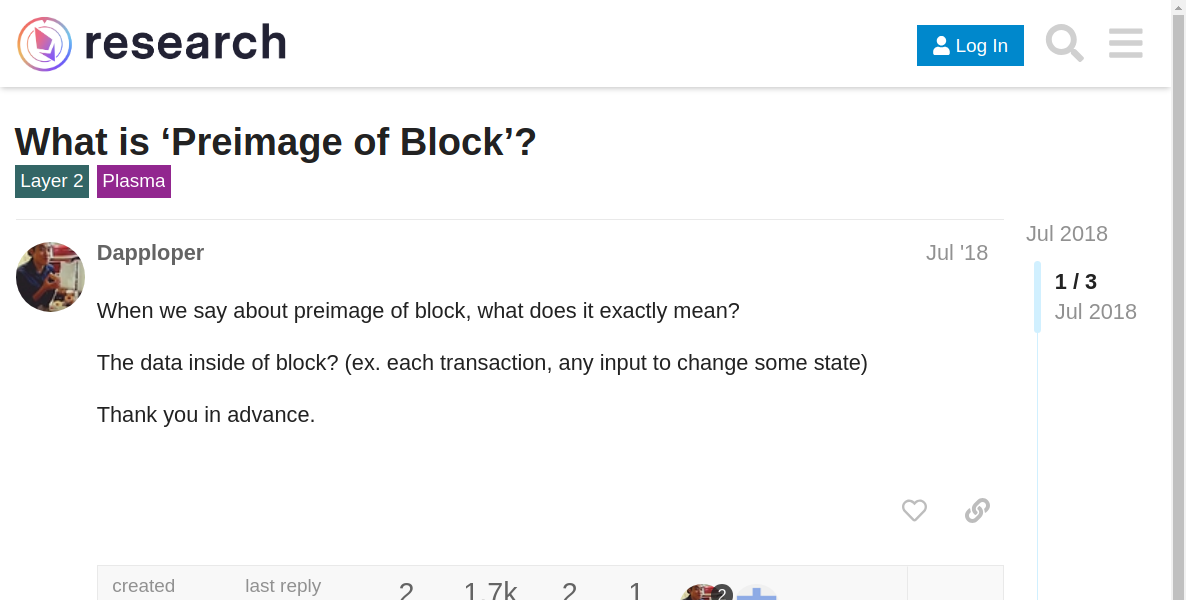 research
Log In
What is ‘Preimage of Block’?
Layer 2 Plasma
Jul 2018
Dapploper Jul '18
1 / 3
Jul 2018
When we say about preimage of block, what does it exactly mean?
The data inside of block? (ex. each transaction, any input to change some state)
Thank you in advance.
created last reply 2 1.7k 2 1 2